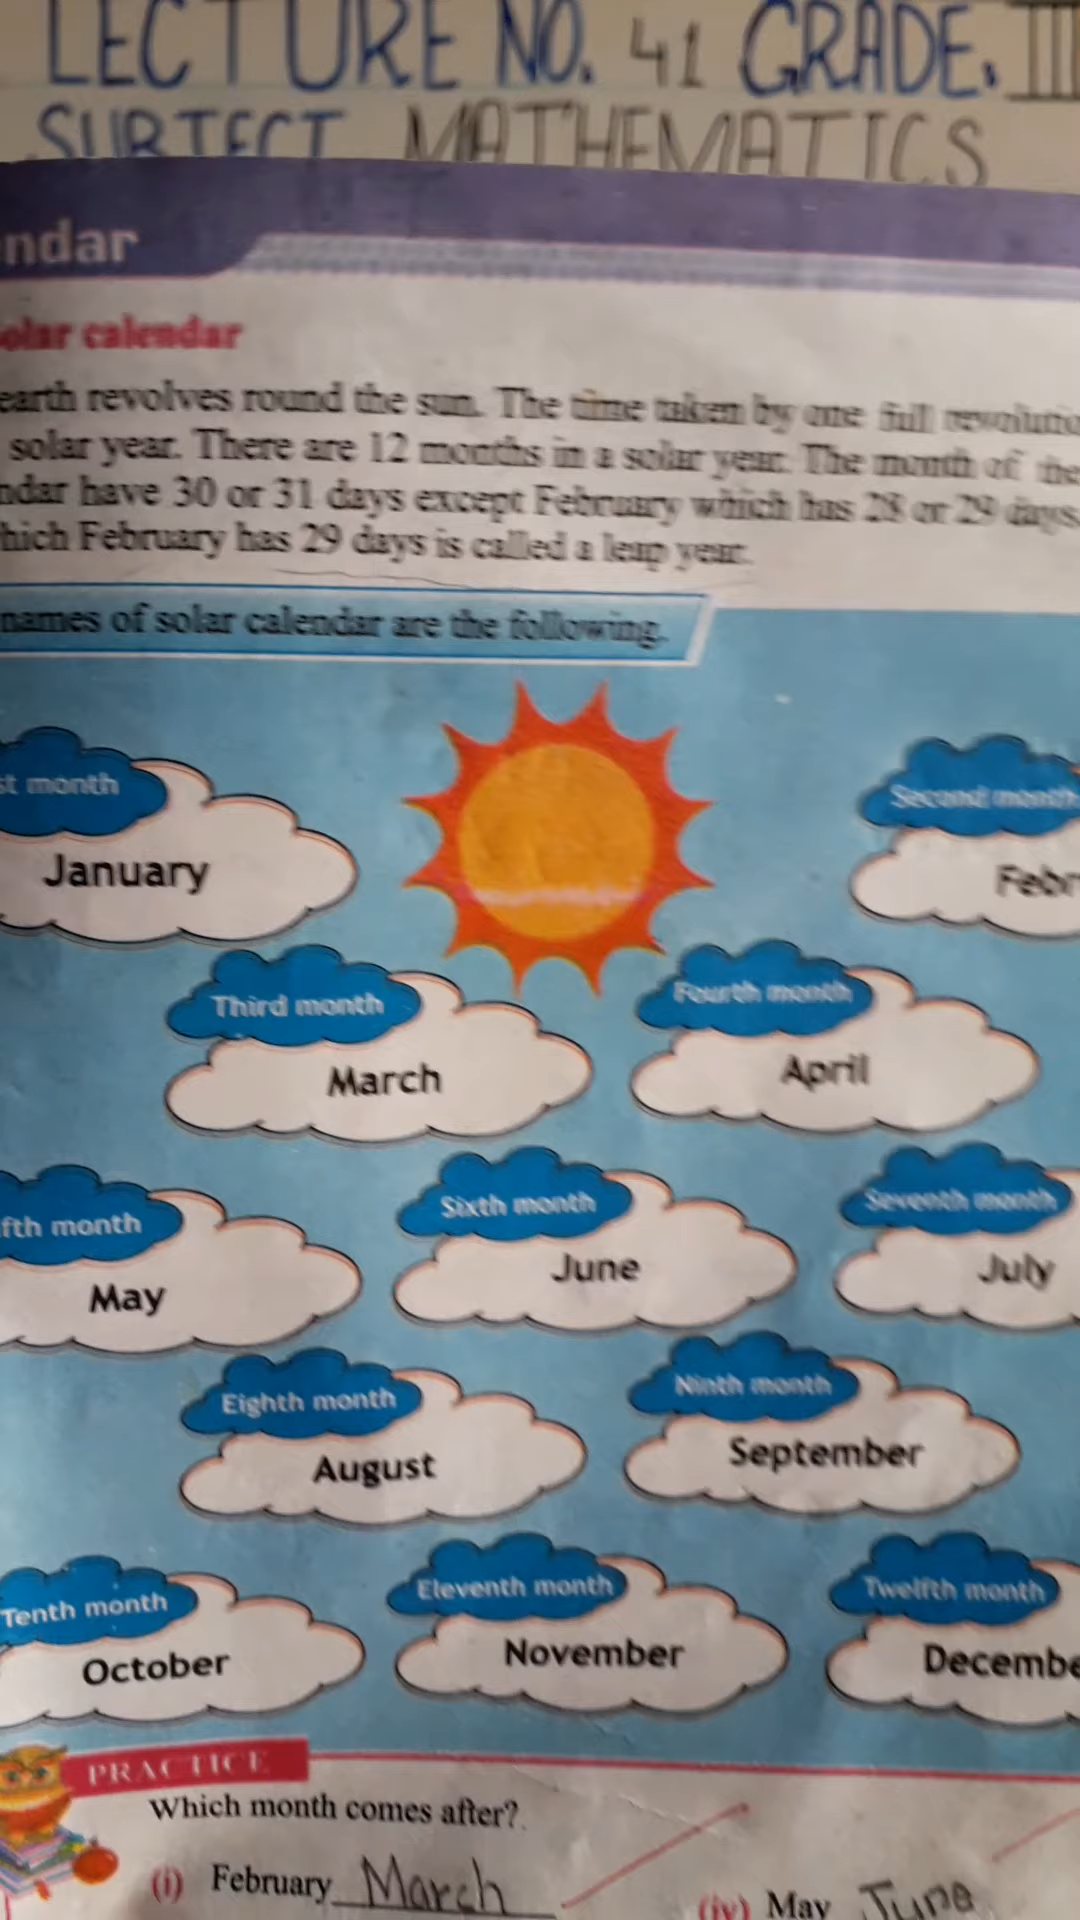 LECTURE NO. 41 GRADE. III
SUBJECT MATHEMATICS
ndar
olar calendar
earth revolves round the sun. The time taken by one full revolutio
solar year. There are 12 months in a solar year. The month of the
ndar have 30 or 31 days except February which has 28 or 29 days.
hich February has 29 days is called a leap year.
names of solar calendar are the following.
st month
January
Second month
Febr
Third month
March
Fourth month
April
fth month
May
Sixth month
June
Seventh month
July
Eighth month
August
Ninth month
September
Tenth month
October
Eleventh month
November
Twelfth month
Decembe
PRACTICE
Which month comes after?
(i) February March
(iv) May June